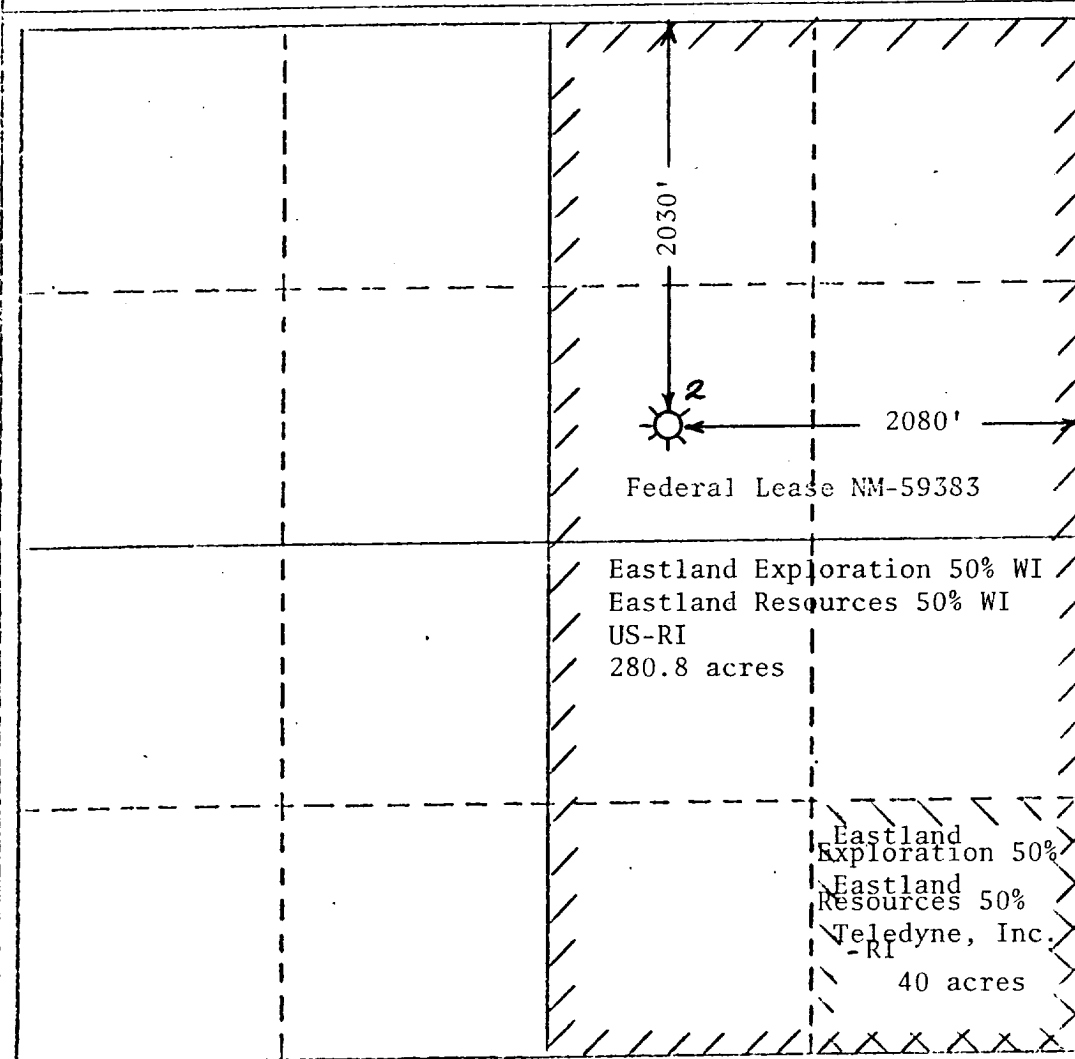 2030'
2
2080'
Federal Lease NM-59383
Eastland Exploration 50% WI
Eastland Resources 50% WI
US-RI
280.8 acres
Eastland
Exploration 50%
Eastland
Resources 50%
Teledyne, Inc.
-RI
40 acres